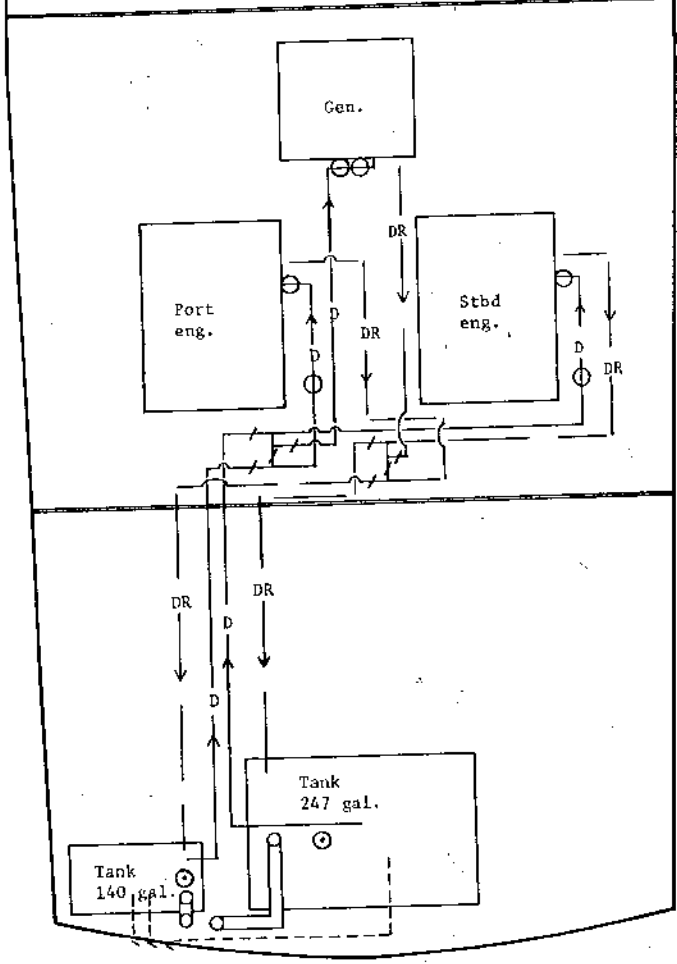 Gen.
DR
Port
eng.
D
DR
Stbd
eng.
D
D
DR
DR
DR
D
D
Tank
247 gal.
Tank
140 gal.